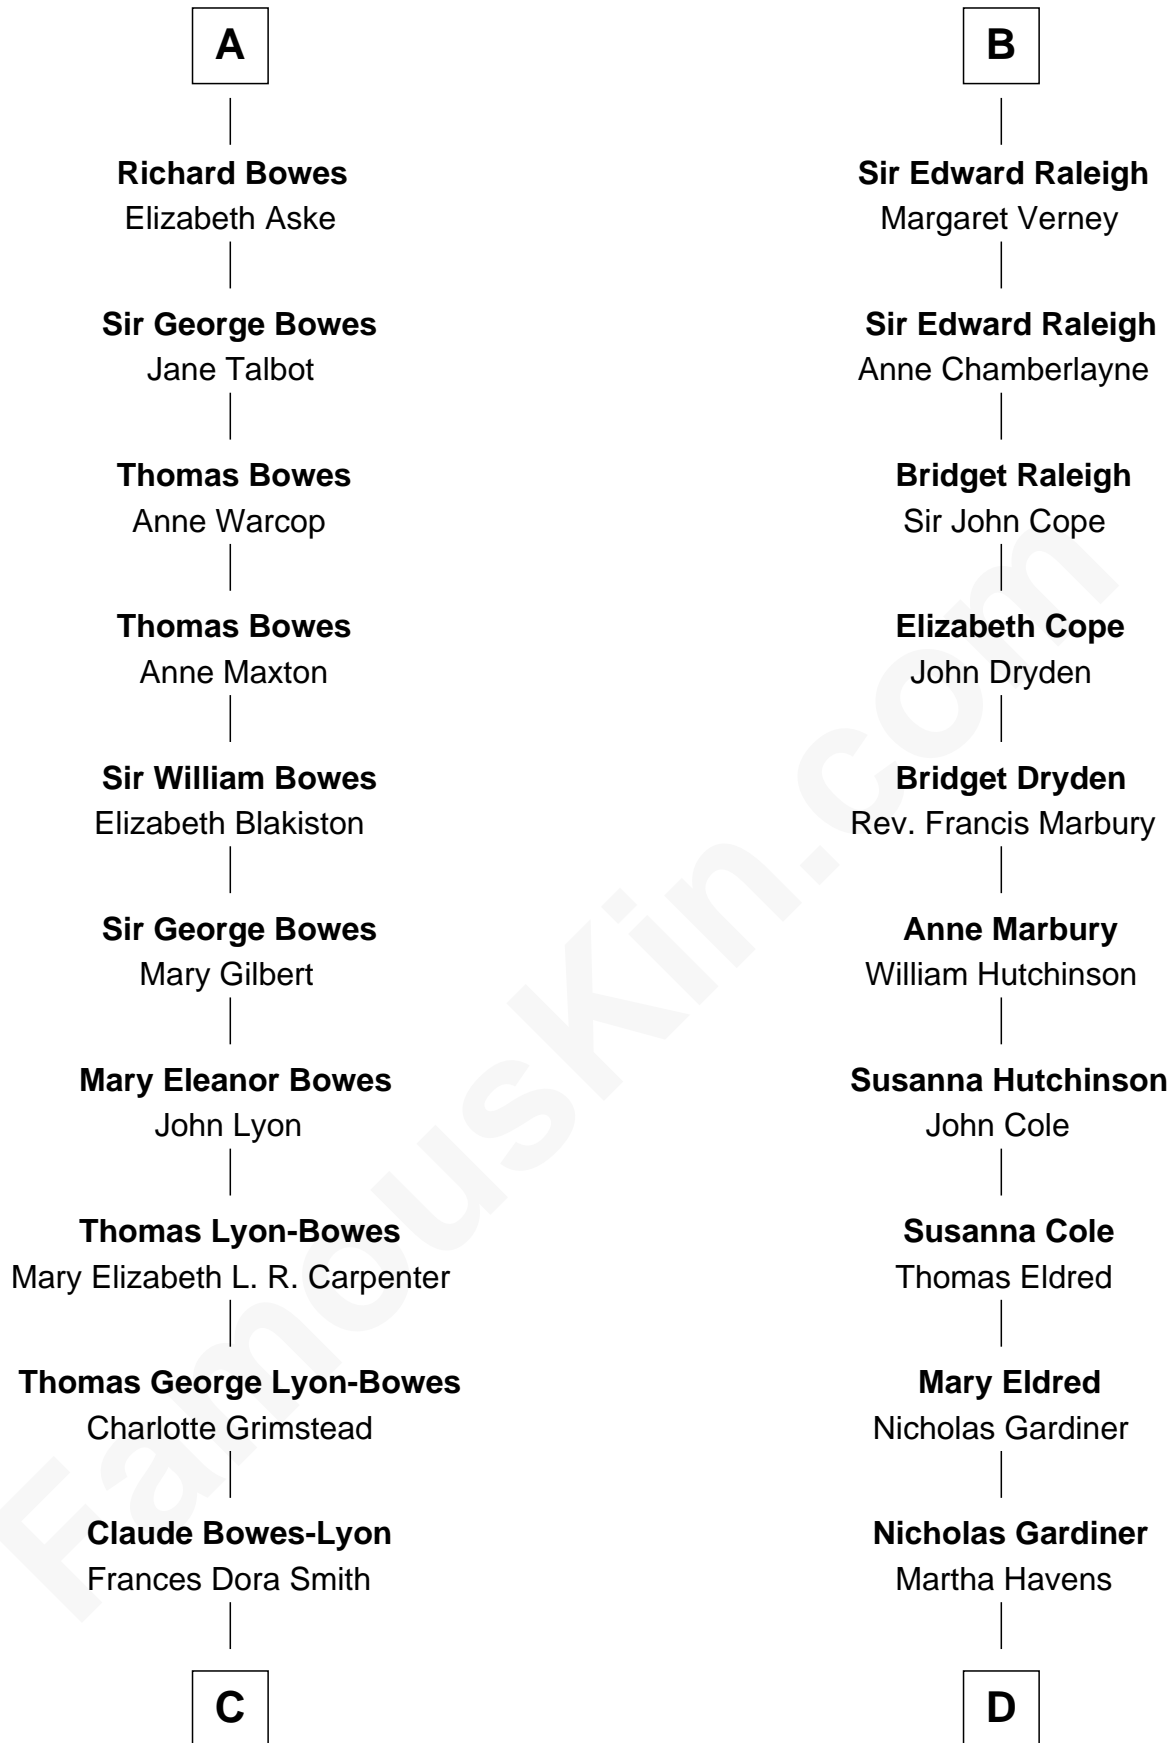 A
Richard Bowes
Elizabeth Aske
Sir George Bowes
Jane Talbot
Thomas Bowes
Anne Warcop
Thomas Bowes
Anne Maxton
Sir William Bowes
Elizabeth Blakiston
Sir George Bowes
Mary Gilbert
Mary Eleanor Bowes
John Lyon
Thomas Lyon-Bowes
Mary Elizabeth L. R. Carpenter
Thomas George Lyon-Bowes
Charlotte Grimstead
Claude Bowes-Lyon
Frances Dora Smith
C
B
Sir Edward Raleigh
Margaret Verney
Sir Edward Raleigh
Anne Chamberlayne
Bridget Raleigh
Sir John Cope
Elizabeth Cope
John Dryden
Bridget Dryden
Rev. Francis Marbury
Anne Marbury
William Hutchinson
Susanna Hutchinson
John Cole
Susanna Cole
Thomas Eldred
Mary Eldred
Nicholas Gardiner
Nicholas Gardiner
Martha Havens
D
FamousKin.com